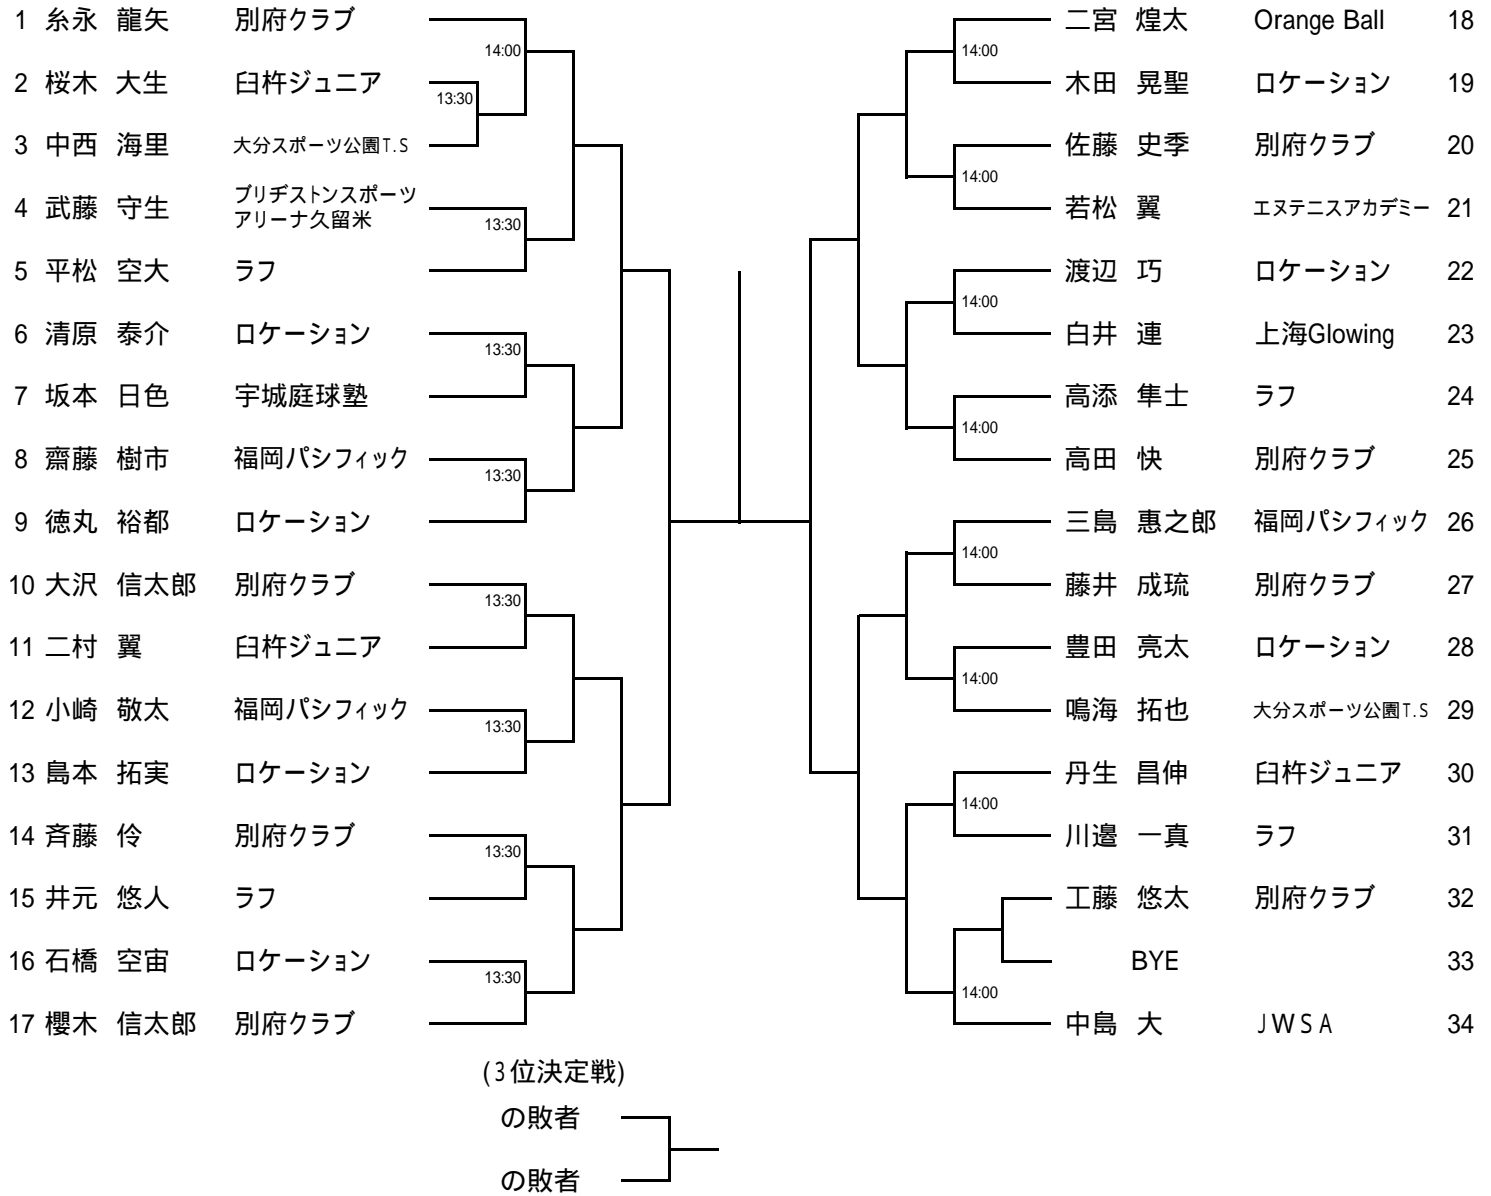 1 糸永 龍矢 別府クラブ
2 桜木 大生 臼杵ジュニア
3 中西 海里 大分スポーツ公園T.S
4 武藤 守生 ブリヂストンスポーツ
アリーナ久留米
5 平松 空大 ラフ
6 清原 泰介 ロケーション
7 坂本 日色 宇城庭球塾
8 齋藤 樹市 福岡パシフィック
9 徳丸 裕都 ロケーション
10 大沢 信太郎 別府クラブ
11 二村 翼 臼杵ジュニア
12 小崎 敬太 福岡パシフィック
13 島本 拓実 ロケーション
14 斉藤 伶 別府クラブ
15 井元 悠人 ラフ
16 石橋 空宙 ロケーション
17 櫻木 信太郎 別府クラブ
14:00
13:30
13:30
13:30
13:30
13:30
13:30
13:30
13:30
14:00
14:00
14:00
14:00
14:00
14:00
14:00
14:00
二宮 煌太 Orange Ball 18
木田 晃聖 ロケーション 19
佐藤 史季 別府クラブ 20
若松 翼 エヌテニスアカデミー 21
渡辺 巧 ロケーション 22
白井 連 上海Glowing 23
高添 隼士 ラフ 24
高田 快 別府クラブ 25
三島 惠之郎 福岡パシフィック 26
藤井 成琉 別府クラブ 27
豊田 亮太 ロケーション 28
鳴海 拓也 大分スポーツ公園T.S 29
丹生 昌伸 臼杵ジュニア 30
川邉 一真 ラフ 31
工藤 悠太 別府クラブ 32
BYE 33
中島 大 JWSA 34
(3位決定戦)
の敗者
の敗者